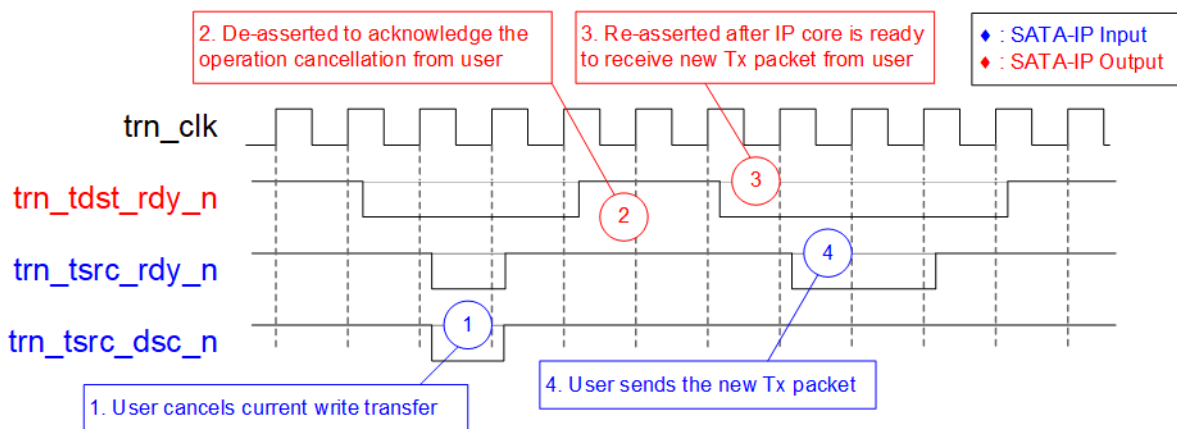 2. De-asserted to acknowledge the
operation cancellation from user
3. Re-asserted after IP core is ready
to receive new Tx packet from user
♦ : SATA-IP Input
♦ : SATA-IP Output
trn_clk
trn_tdst_rdy_n
3
2
trn_tsrc_rdy_n
4
trn_tsrc_dsc_n
1
1. User cancels current write transfer
4. User sends the new Tx packet